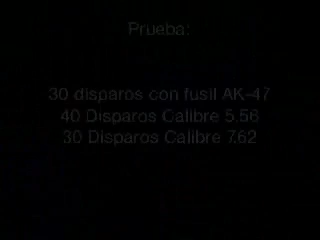 Prueba:
30 disparos con fusil AK-47
40 Disparos Calibre 5.56
30 Disparos Calibre 7.62